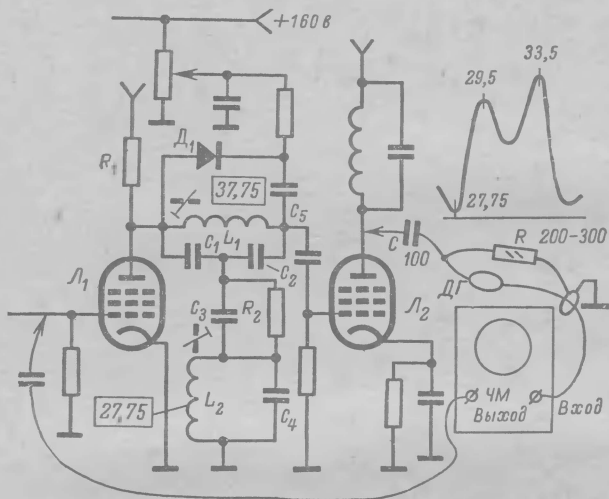 +160 в
33,5
29,5
Д₁
R₁
37,75
C₅
27,75
C₁
L₁
C₂
C
100
R 200-300
ДГ
Л₁
Л₂
C₃
R₂
27,75
L₂
C₄
ЧМ
Выход
Вход